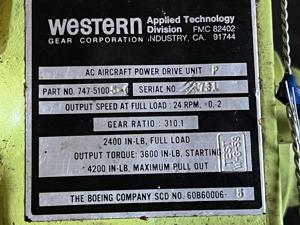 western Applied Technology
Division FMC 82402
GEAR CORPORATION INDUSTRY, CA. 91744
AC AIRCRAFT POWER DRIVE UNIT P
PART NO. 747-5100- SERIAL NO.
OUTPUT SPEED AT FULL LOAD : 24 RPM, +0,-2
GEAR RATIO : 310:1
2400 IN-LB, FULL LOAD
OUTPUT TORQUE: 3600 IN-LB, STARTING
4200 IN-LB, MAXIMUM PULL OUT
THE BOEING COMPANY SCD NO. 60B60006-